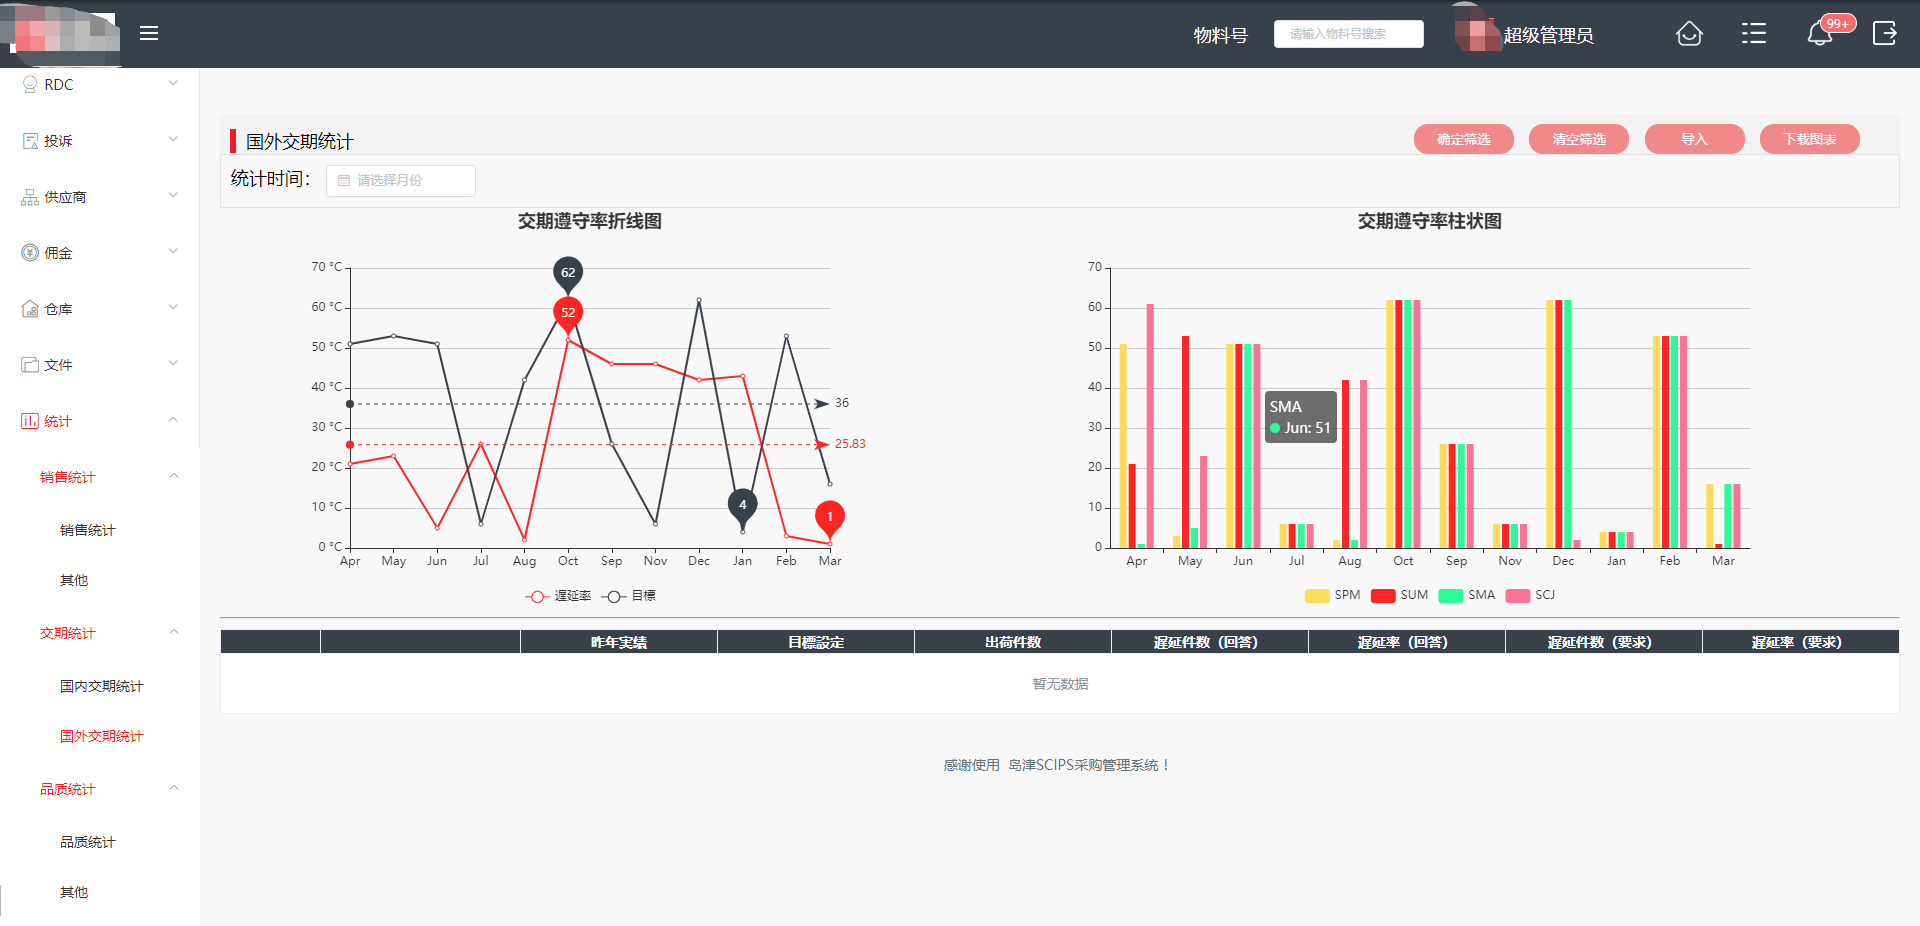 物料号 请输入物料号搜索 超级管理员 99+
RDC
投诉
供应商
佣金
仓库
文件
统计
销售统计
销售统计
其他
交期统计
国内交期统计
国外交期统计
品质统计
品质统计
其他
国外交期统计 确定筛选 清空筛选 导入 下载图表
统计时间： 请选择月份
交期遵守率折线图
70 °C
60 °C
50 °C
40 °C
30 °C
20 °C
10 °C
0 °C
62
52
36
25.83
4
1
Apr May Jun Jul Aug Oct Sep Nov Dec Jan Feb Mar
遅延率 目標
交期遵守率柱状图
70
60
50
40
30
20
10
0
SMA
Jun: 51
Apr May Jun Jul Aug Oct Sep Nov Dec Jan Feb Mar
SPM SUM SMA SCJ
昨年実績 目標設定 出荷件数 遅延件数（回答） 遅延率（回答） 遅延件数（要求） 遅延率（要求）
暂无数据
感谢使用 岛津SCIPS采购管理系统！